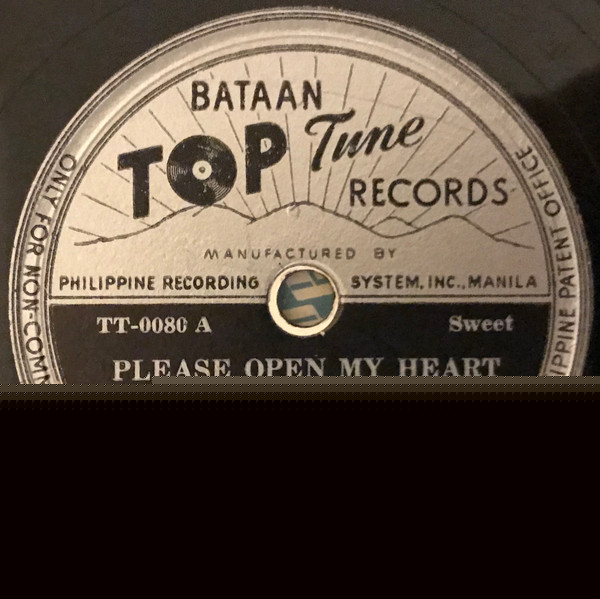 BATAAN
TOP Tune
RECORDS
MANUFACTURED BY
PHILIPPINE RECORDING SYSTEM, INC., MANILA
TT-0080 A Sweet
PLEASE OPEN MY HEART
ONLY FOR NON-
PHILIPPINE PATENT OFFICE